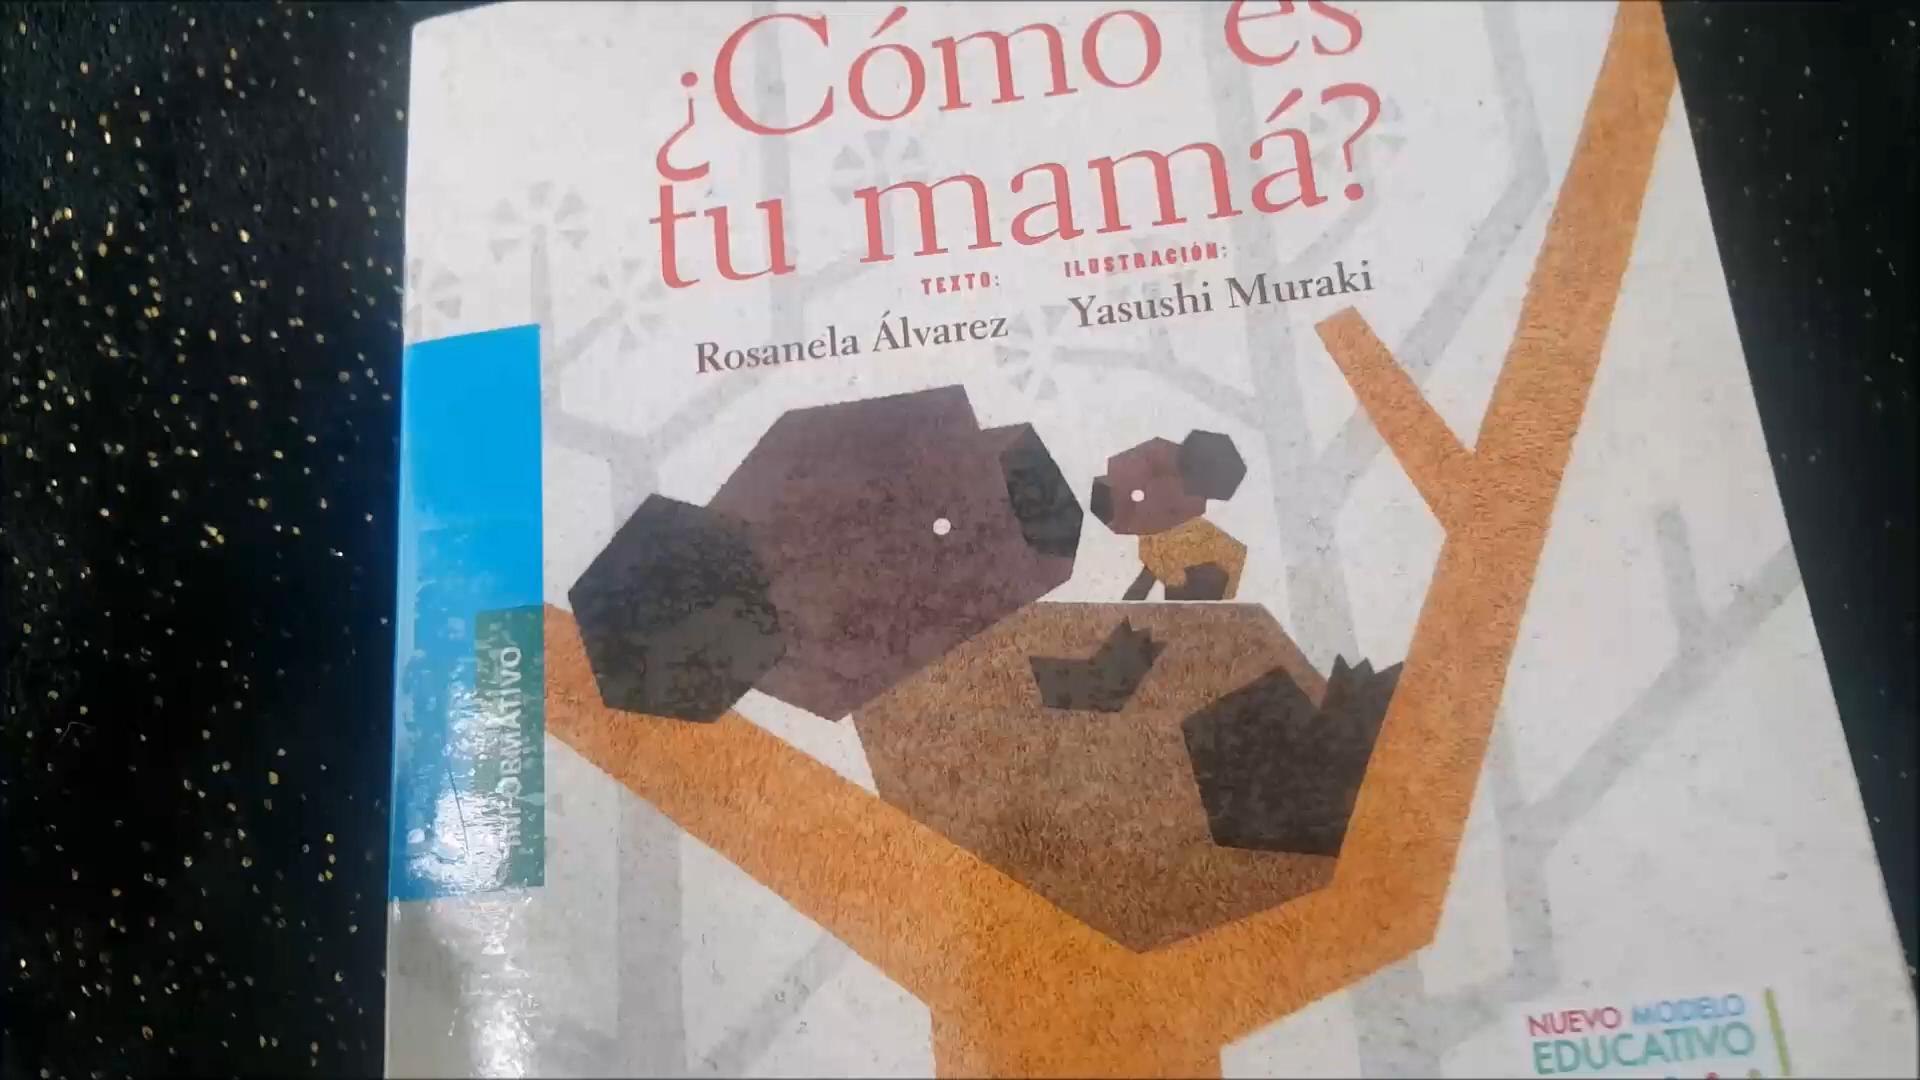 ¿Cómo es
tu mamá?
TEXTO:
Rosanela Álvarez
ILUSTRACIÓN:
Yasushi Muraki
INFORMATIVO
NUEVO MODELO
EDUCATIVO